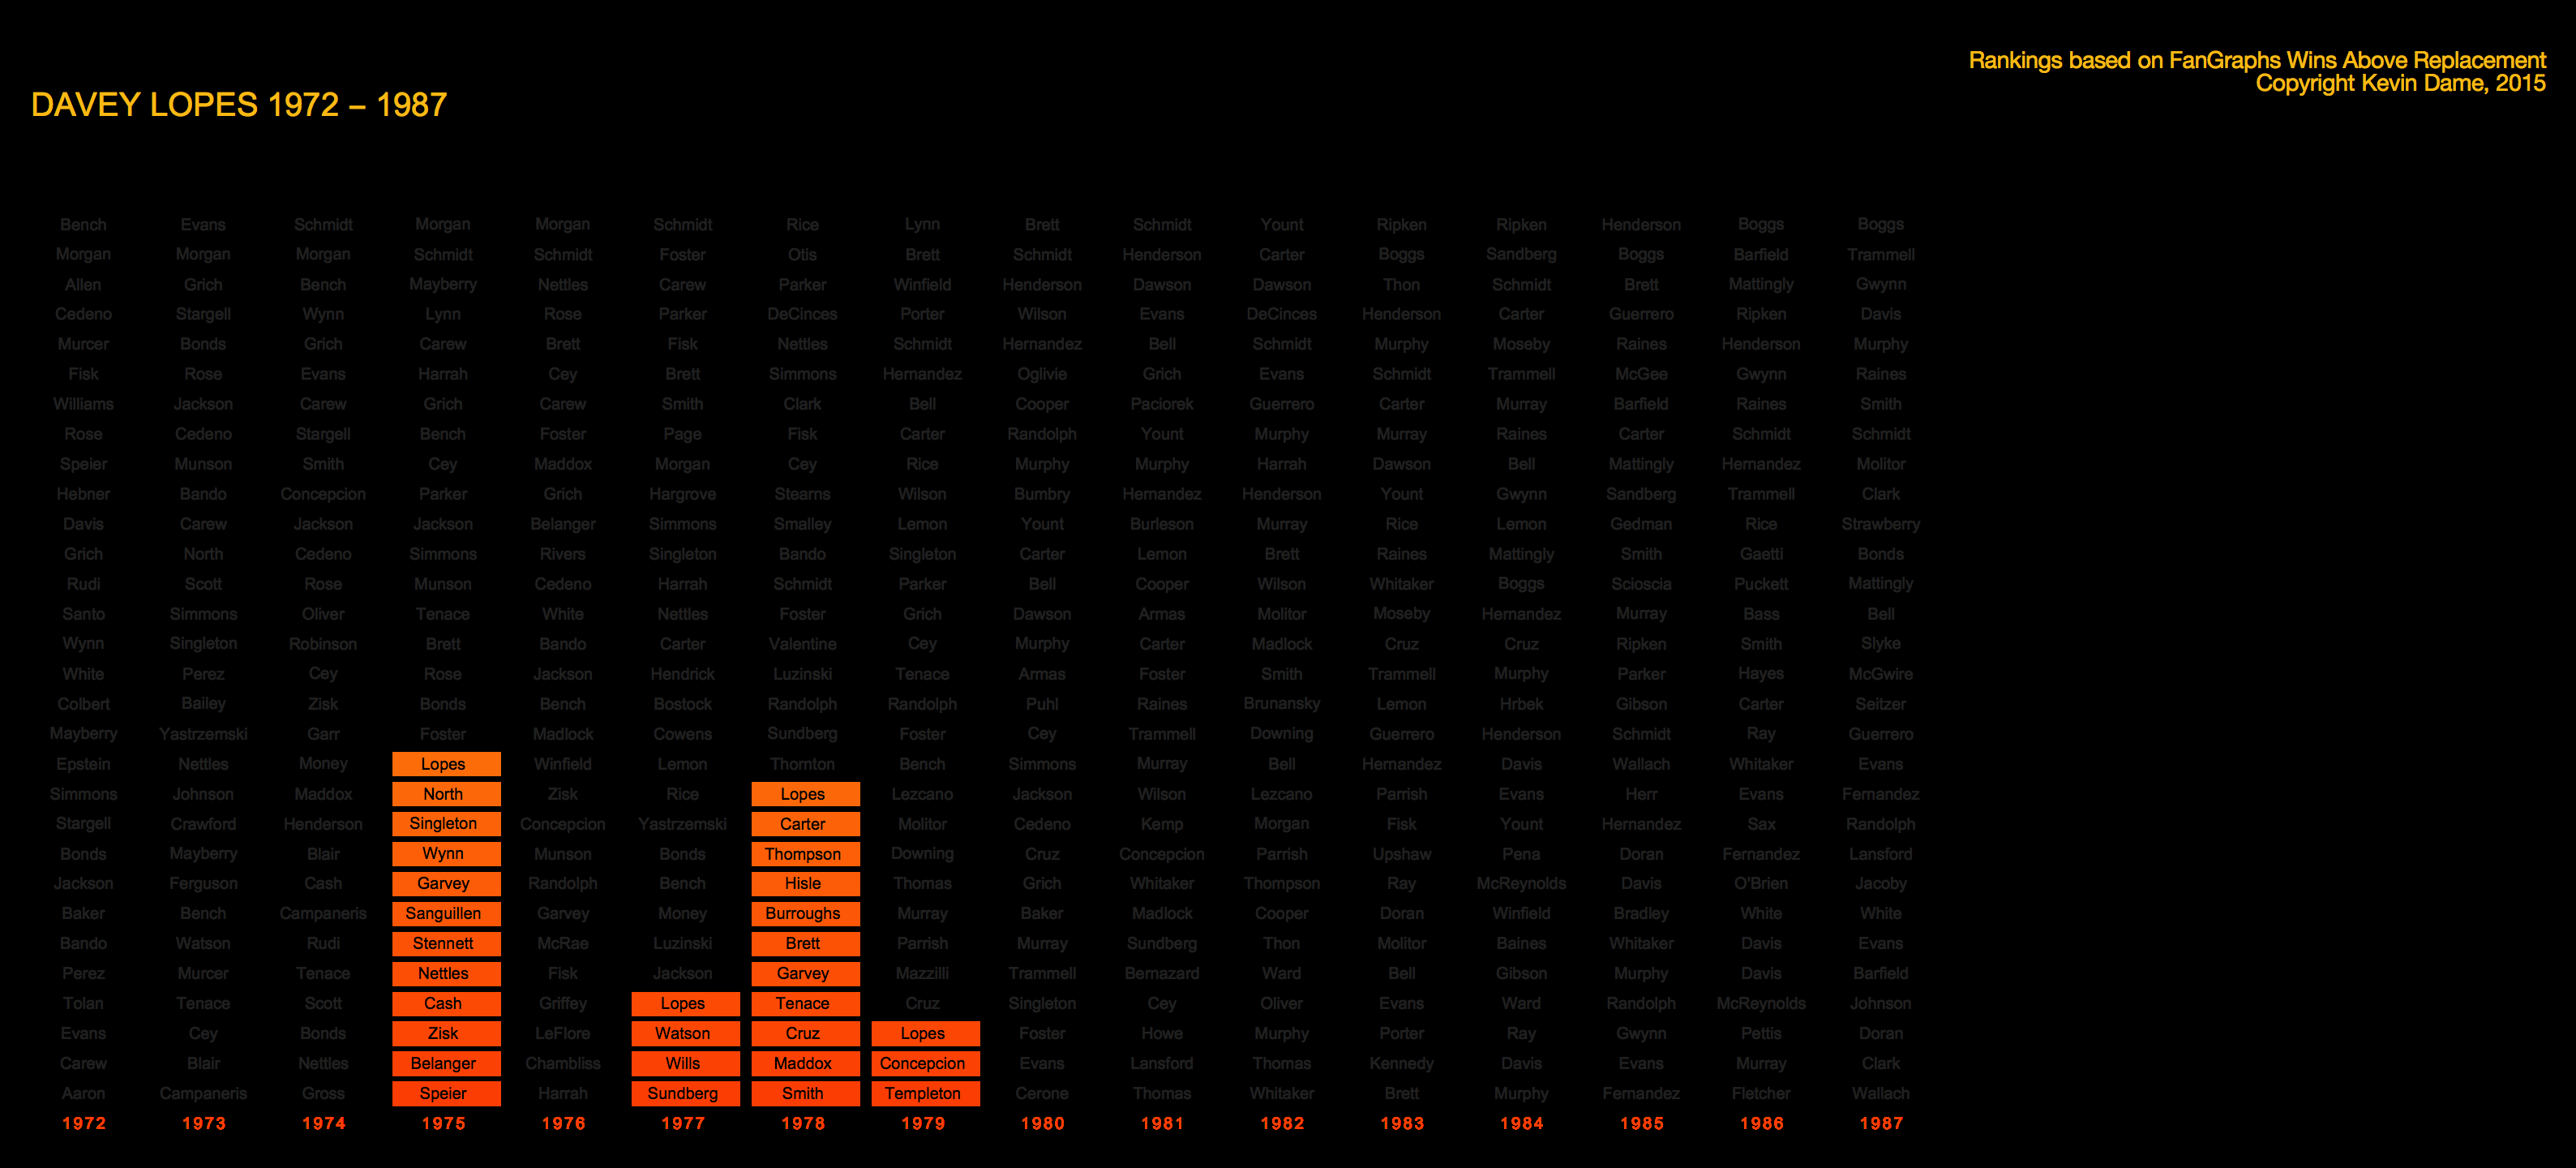 Rankings based on FanGraphs Wins Above Replacement
Copyright Kevin Dame, 2015
DAVEY LOPES 1972 – 1987
Bench Evans Schmidt Morgan Morgan Schmidt Rice Lynn Brett Schmidt Yount Ripken Ripken Henderson Boggs Boggs
Morgan Morgan Morgan Schmidt Schmidt Foster Otis Brett Schmidt Henderson Carter Boggs Sandberg Boggs Barfield Trammell
Allen Grich Bench Mayberry Nettles Carew Parker Winfield Henderson Dawson Dawson Thon Schmidt Brett Mattingly Gwynn
Cedeno Stargell Wynn Lynn Rose Parker DeCinces Porter Wilson Evans DeCinces Henderson Carter Guerrero Ripken Davis
Murcer Bonds Grich Carew Brett Fisk Nettles Schmidt Hernandez Bell Schmidt Murphy Moseby Raines Henderson Murphy
Fisk Rose Evans Harrah Cey Brett Simmons Hernandez Oglivie Grich Evans Schmidt Trammell McGee Gwynn Raines
Williams Jackson Carew Grich Carew Smith Clark Bell Cooper Paciorek Guerrero Carter Murray Barfield Raines Smith
Rose Cedeno Stargell Bench Foster Page Fisk Carter Randolph Yount Murphy Murray Raines Carter Schmidt Schmidt
Speier Munson Smith Cey Maddox Morgan Cey Rice Murphy Murphy Harrah Dawson Bell Mattingly Hernandez Molitor
Hebner Bando Concepcion Parker Grich Hargrove Stearns Wilson Bumbry Hernandez Henderson Yount Gwynn Sandberg Trammell Clark
Davis Carew Jackson Jackson Belanger Simmons Smalley Lemon Yount Burleson Murray Rice Lemon Gedman Rice Strawberry
Grich North Cedeno Simmons Rivers Singleton Bando Singleton Carter Lemon Brett Raines Mattingly Smith Gaetti Bonds
Rudi Scott Rose Munson Cedeno Harrah Schmidt Parker Bell Cooper Wilson Whitaker Boggs Scioscia Puckett Mattingly
Santo Simmons Oliver Tenace White Nettles Foster Grich Dawson Armas Molitor Moseby Hernandez Murray Bass Bell
Wynn Singleton Robinson Brett Bando Carter Valentine Cey Murphy Carter Madlock Cruz Cruz Ripken Smith Slyke
White Perez Cey Rose Jackson Hendrick Luzinski Tenace Armas Foster Smith Trammell Murphy Parker Hayes McGwire
Colbert Bailey Zisk Bonds Bench Bostock Randolph Randolph Puhl Raines Brunansky Lemon Hrbek Gibson Carter Seitzer
Mayberry Yastrzemski Garr Foster Madlock Cowens Sundberg Foster Cey Trammell Downing Guerrero Henderson Schmidt Ray Guerrero
Epstein Nettles Money Lopes Winfield Lemon Thornton Bench Simmons Murray Bell Hernandez Davis Wallach Whitaker Evans
Simmons Johnson Maddox North Zisk Rice Lopes Lezcano Jackson Wilson Lezcano Parrish Evans Herr Evans Fernandez
Stargell Crawford Henderson Singleton Concepcion Yastrzemski Carter Molitor Cedeno Kemp Morgan Fisk Yount Hernandez Sax Randolph
Bonds Mayberry Blair Wynn Munson Bonds Thompson Downing Cruz Concepcion Parrish Upshaw Pena Doran Fernandez Lansford
Jackson Ferguson Cash Garvey Randolph Bench Hisle Thomas Grich Whitaker Thompson Ray McReynolds Davis O'Brien Jacoby
Baker Bench Campaneris Sanguillen Garvey Money Burroughs Murray Baker Madlock Cooper Doran Winfield Bradley White White
Bando Watson Rudi Stennett McRae Luzinski Brett Parrish Murray Sundberg Thon Molitor Baines Whitaker Davis Evans
Perez Murcer Tenace Nettles Fisk Jackson Garvey Mazzilli Trammell Bernazard Ward Bell Gibson Murphy Davis Barfield
Tolan Tenace Scott Cash Griffey Lopes Tenace Cruz Singleton Cey Oliver Evans Ward Randolph McReynolds Johnson
Evans Cey Bonds Zisk LeFlore Watson Cruz Lopes Foster Howe Murphy Porter Ray Gwynn Pettis Doran
Carew Blair Nettles Belanger Chambliss Wills Maddox Concepcion Evans Lansford Thomas Kennedy Davis Evans Murray Clark
Aaron Campaneris Gross Speier Harrah Sundberg Smith Templeton Cerone Thomas Whitaker Brett Murphy Fernandez Fletcher Wallach
1972 1973 1974 1975 1976 1977 1978 1979 1980 1981 1982 1983 1984 1985 1986 1987